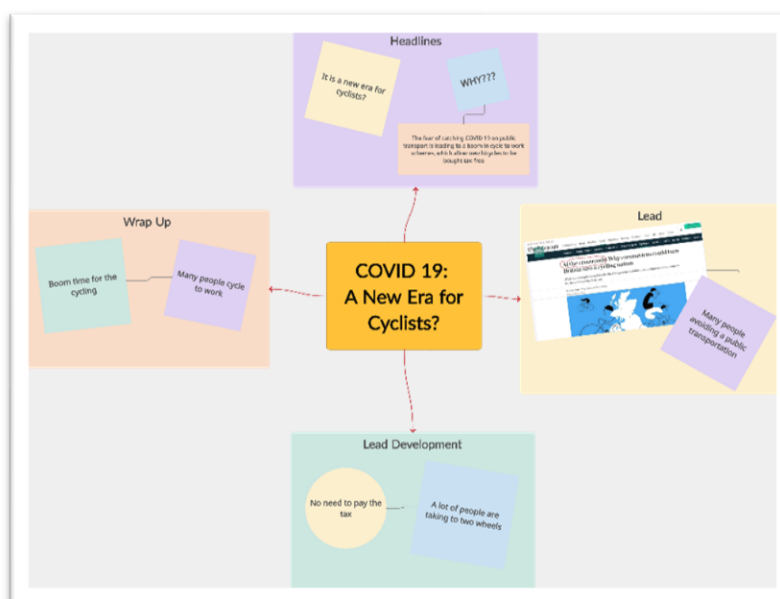 Headlines
It is a new era for
cyclists?
WHY???
The fear of catching COVID 19 on public
transport is leading to a boom in cycle to work
schemes, which allow new bicycles to be
bought tax free
Wrap Up
Boom time for the
cycling
Many people cycle
to work
COVID 19:
A New Era for
Cyclists?
Lead
Many people
avoiding a public
transportation
Lead Development
No need to pay the
tax
A lot of people are
taking to two wheels